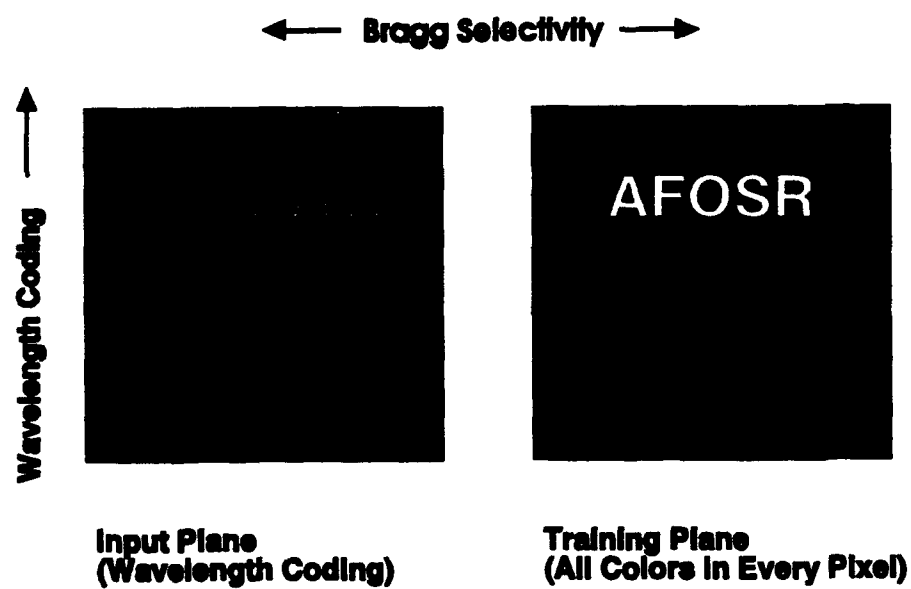 Bragg Selectivity
Wavelength Coding
AFOSR
Input Plane
(Wavelength Coding)
Training Plane
(All Colors in Every Pixel)